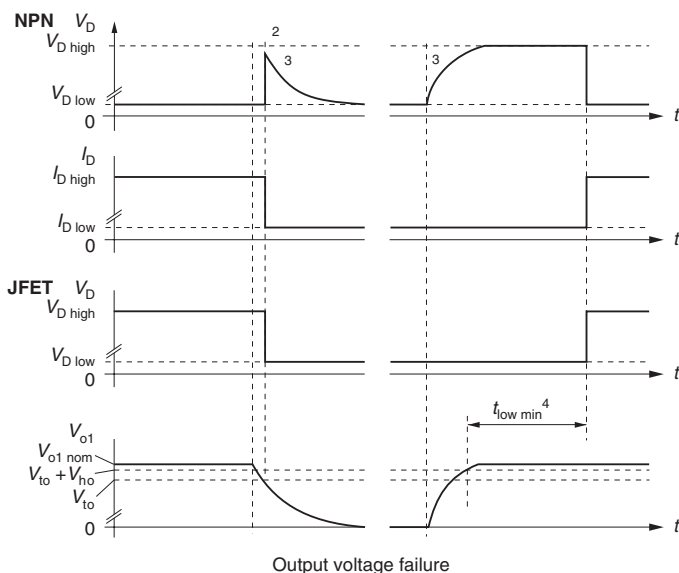 NPN V_D
2
V_D high
3
3
V_D low
0
t
I_D
I_D high
I_D low
0
t
JFET V_D
V_D high
V_D low
0
t
t_low min^4
V_o1
V_o1 nom
V_to + V_ho
V_to
0
t
Output voltage failure